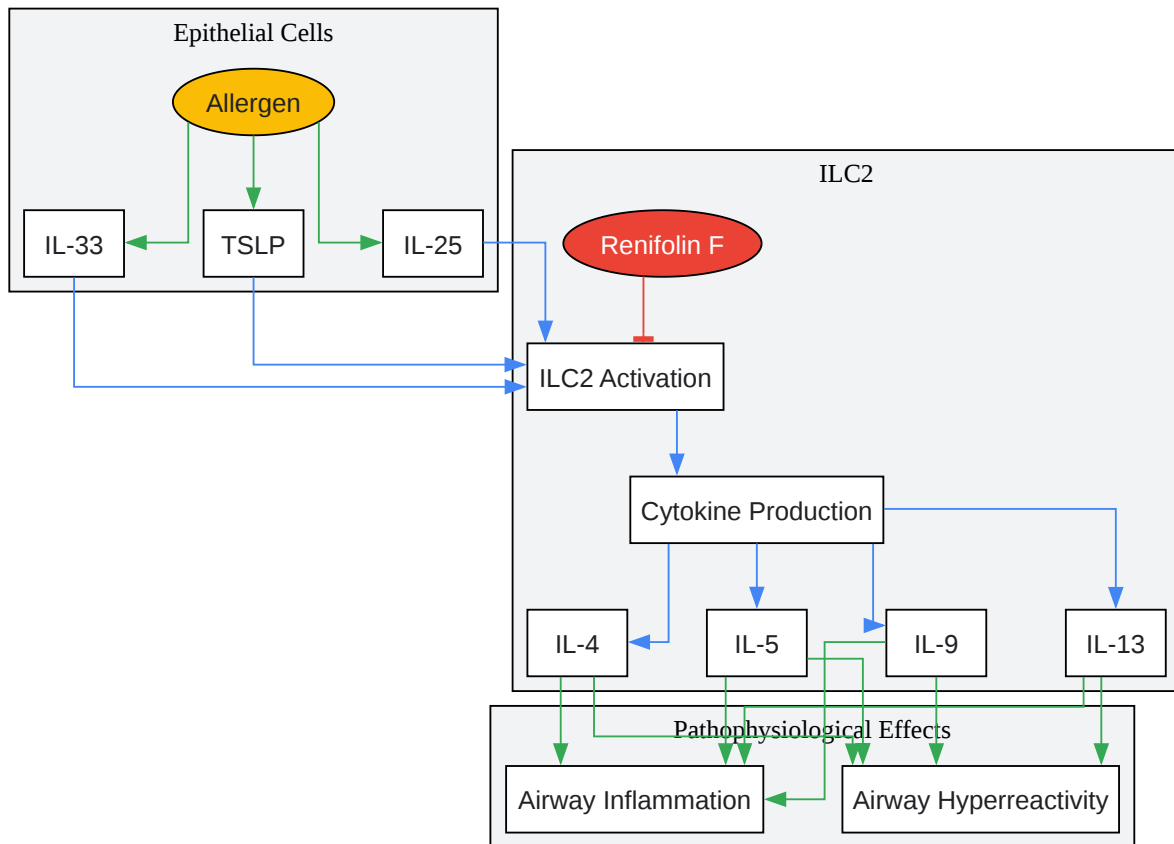 Epithelial Cells
Allergen
IL-33
TSLP
IL-25
ILC2
Renifolin F
ILC2 Activation
Cytokine Production
IL-4
IL-5
IL-9
IL-13
Pathophysiological Effects
Airway Inflammation
Airway Hyperreactivity